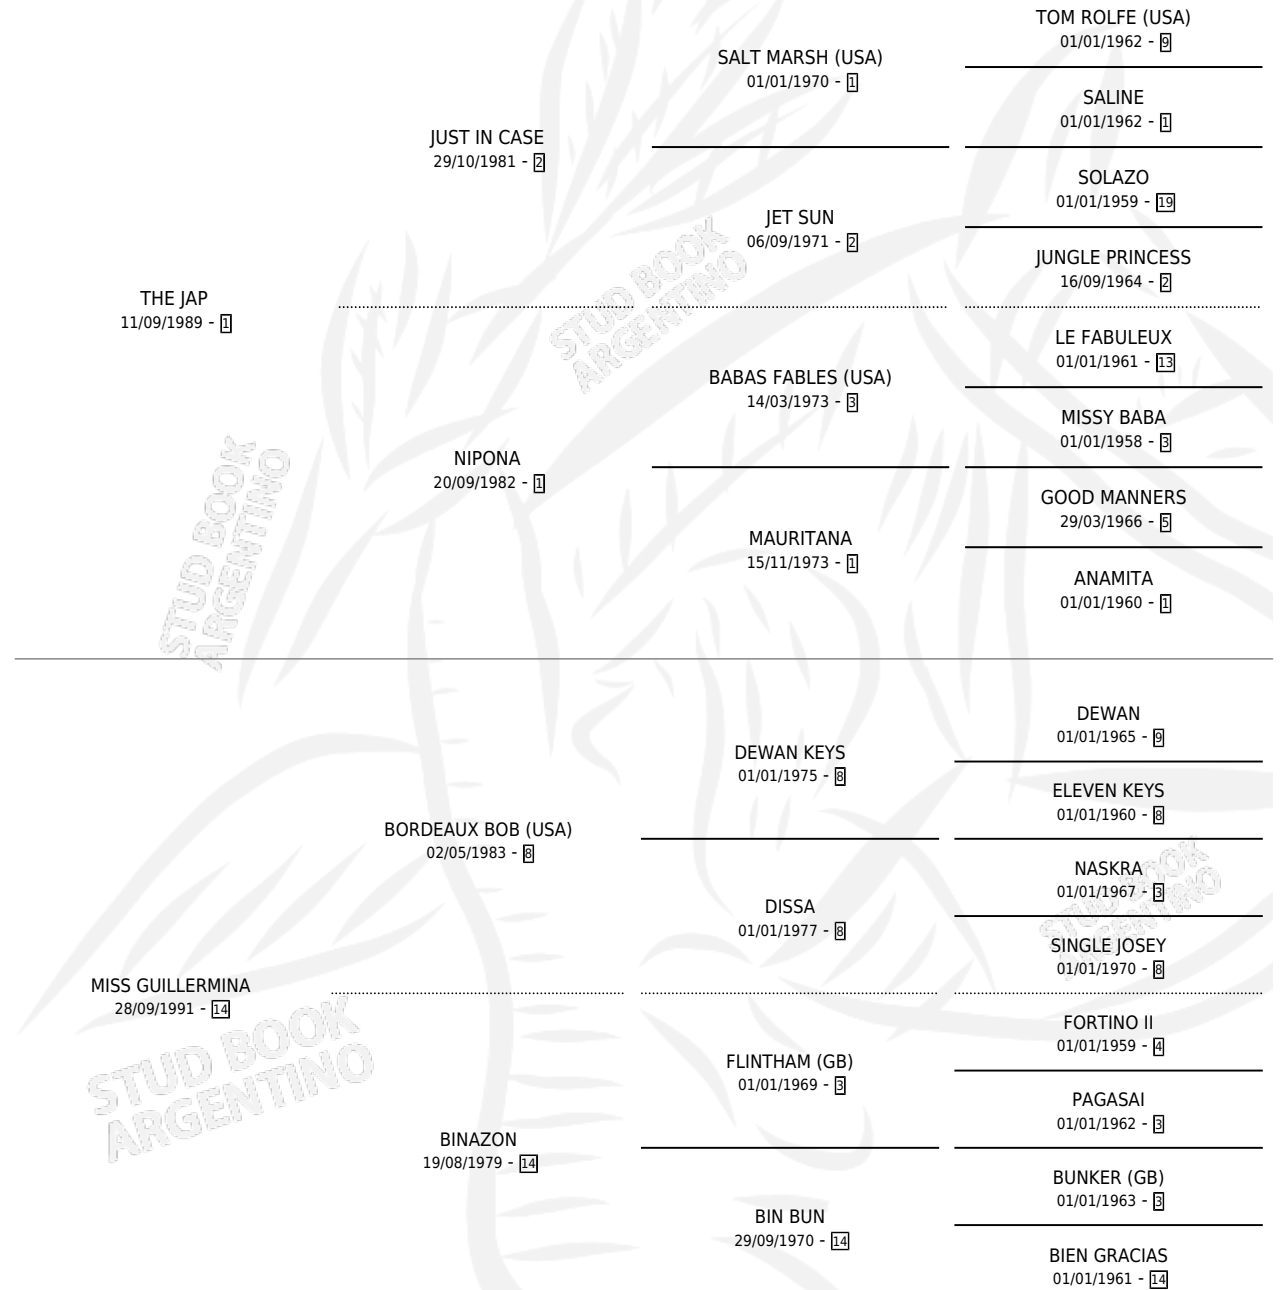 TOM ROLFE (USA)
01/01/1962 - 9
SALT MARSH (USA)
01/01/1970 - 1
SALINE
01/01/1962 - 1
JUST IN CASE
29/10/1981 - 2
SOLAZO
01/01/1959 - 19
JET SUN
06/09/1971 - 2
JUNGLE PRINCESS
16/09/1964 - 2
THE JAP
11/09/1989 - 1
STUD BOOK
ARGENTINO
LE FABULEUX
01/01/1961 - 13
BABAS FABLES (USA)
14/03/1973 - 3
MISSY BABA
01/01/1958 - 3
NIPONA
20/09/1982 - 1
GOOD MANNERS
29/03/1966 - 5
MAURITANA
15/11/1973 - 1
ANAMITA
01/01/1960 - 1
STUD BOOK
ARGENTINO
DEWAN
01/01/1965 - 9
DEWAN KEYS
01/01/1975 - 8
ELEVEN KEYS
01/01/1960 - 8
BORDEAUX BOB (USA)
02/05/1983 - 8
NASKRA
01/01/1967 - 3
DISSA
01/01/1977 - 8
SINGLE JOSEY
01/01/1970 - 8
STUD BOOK
ARGENTINO
MISS GUILLERMINA
28/09/1991 - 14
STUD BOOK
ARGENTINO
FORTINO II
01/01/1959 - 4
FLINTHAM (GB)
01/01/1969 - 3
PAGASAI
01/01/1962 - 3
BINAZON
19/08/1979 - 14
BUNKER (GB)
01/01/1963 - 3
BIN BUN
29/09/1970 - 14
BIEN GRACIAS
01/01/1961 - 14